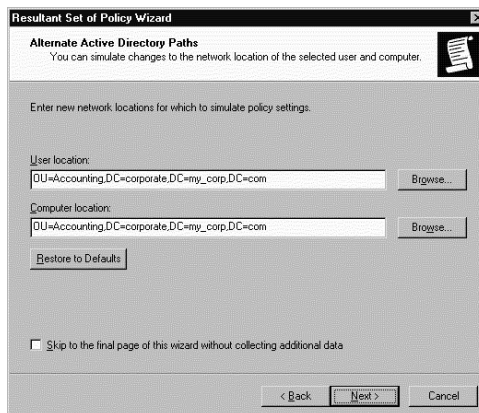 Resultant Set of Policy Wizard
Alternate Active Directory Paths
You can simulate changes to the network location of the selected user and computer.
Enter new network locations for which to simulate policy settings.
User location:
OU=Accounting,DC=corporate,DC=my_corp,DC=com
Browse...
Computer location:
OU=Accounting,DC=corporate,DC=my_corp,DC=com
Browse...
Restore to Defaults
Skip to the final page of this wizard without collecting additional data
< Back
Next >
Cancel